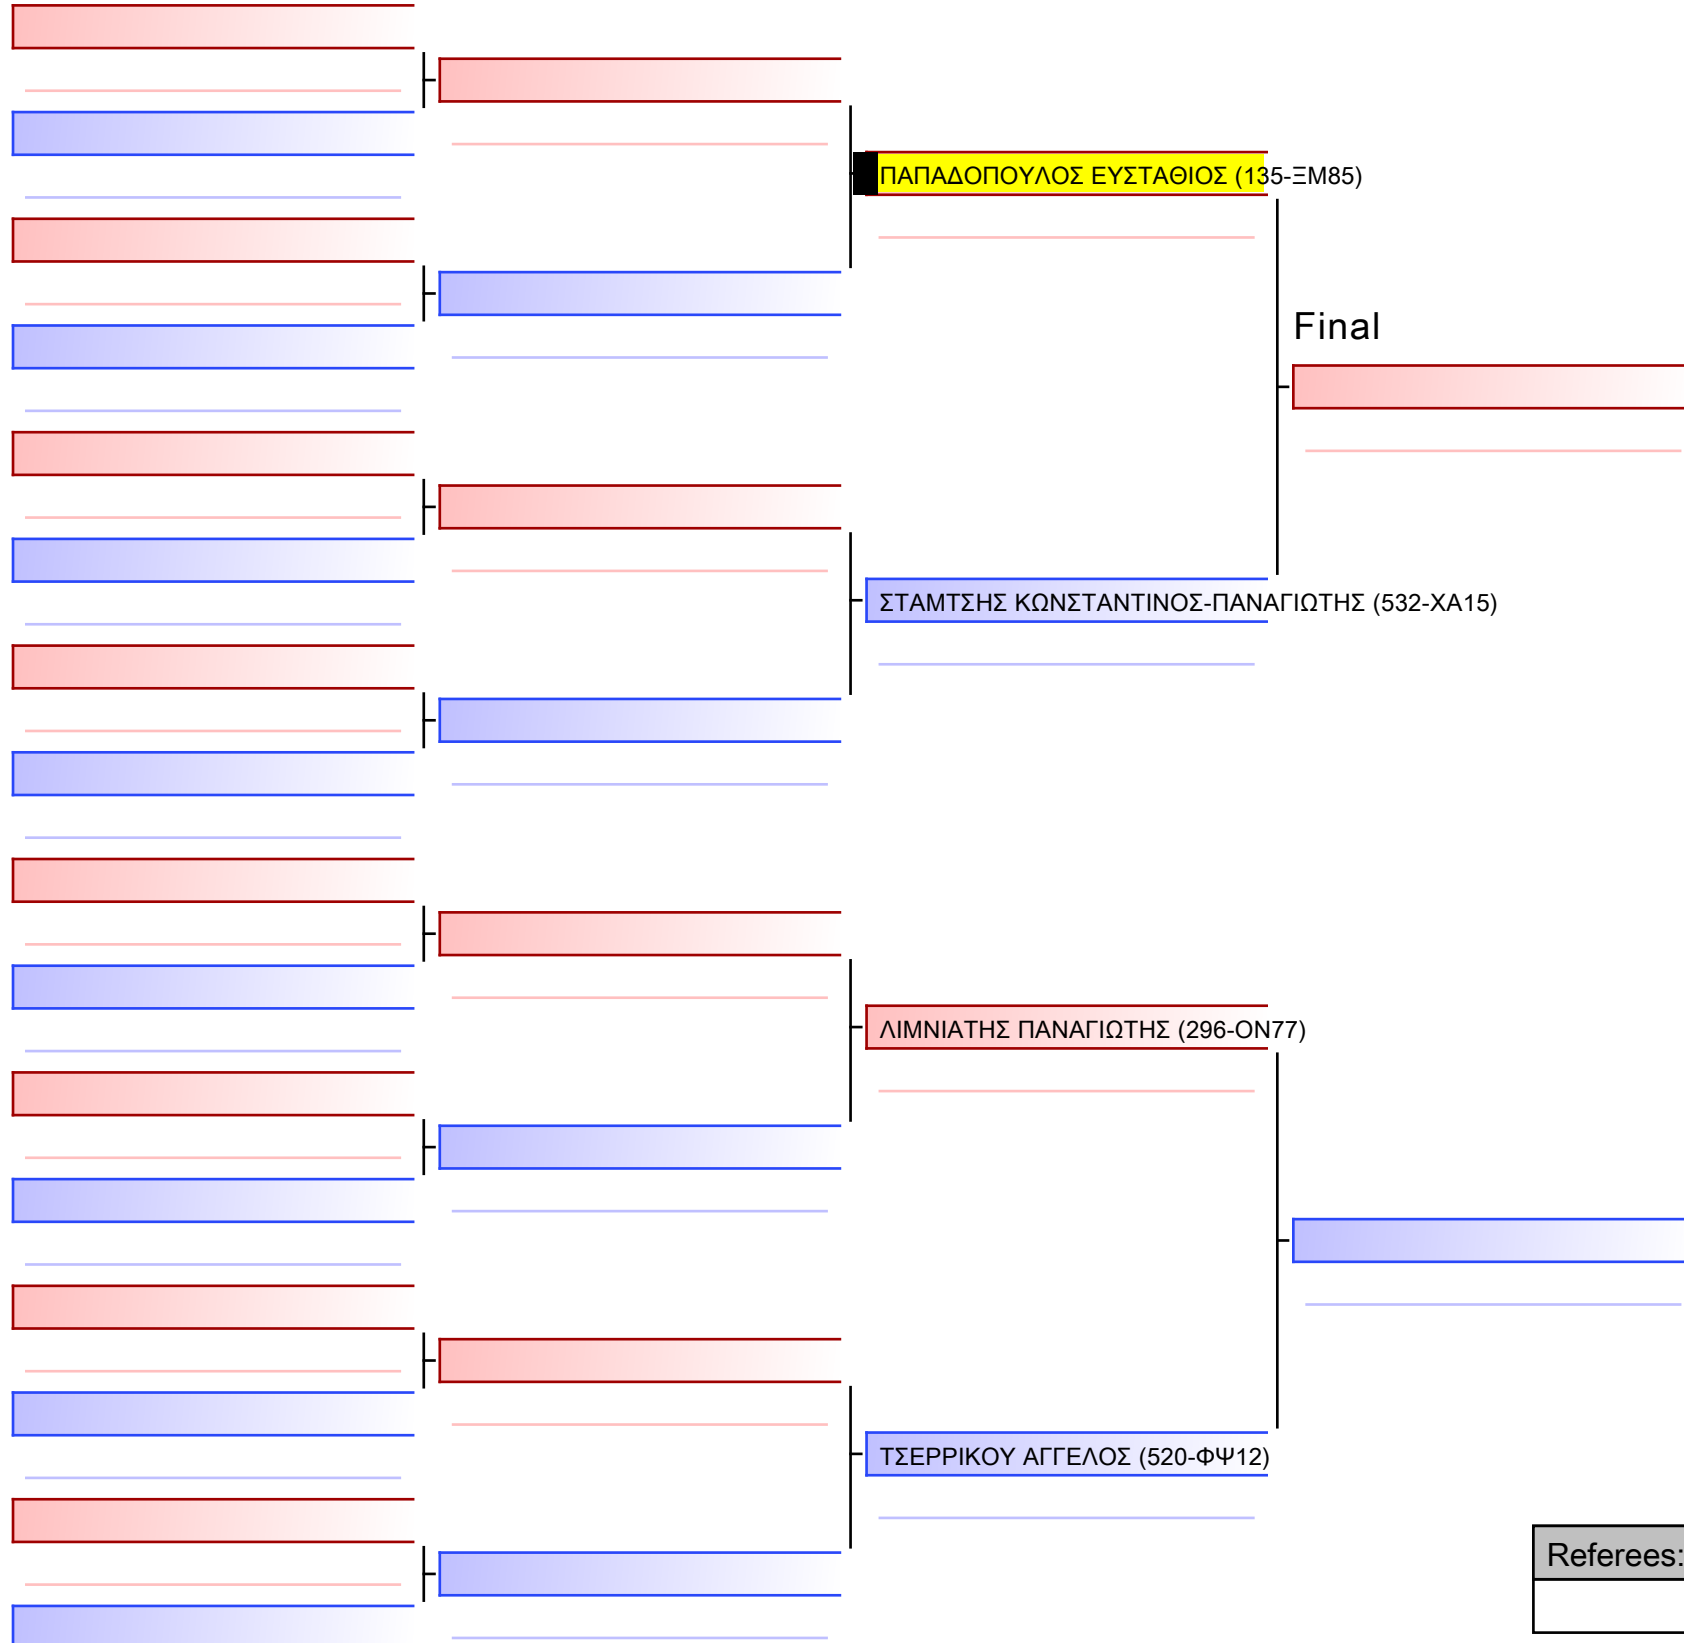 ΠΑΠΑΔΟΠΟΥΛΟΣ ΕΥΣΤΑΘΙΟΣ (135-ΞΜ85)
Final
ΣΤΑΜΤΣΗΣ ΚΩΝΣΤΑΝΤΙΝΟΣ-ΠΑΝΑΓΙΩΤΗΣ (532-ΧΑ15)
ΛΙΜΝΙΑΤΗΣ ΠΑΝΑΓΙΩΤΗΣ (296-ΟΝ77)
ΤΣΕΡΡΙΚΟΥ ΑΓΓΕΛΟΣ (520-ΦΨ12)
Referees: